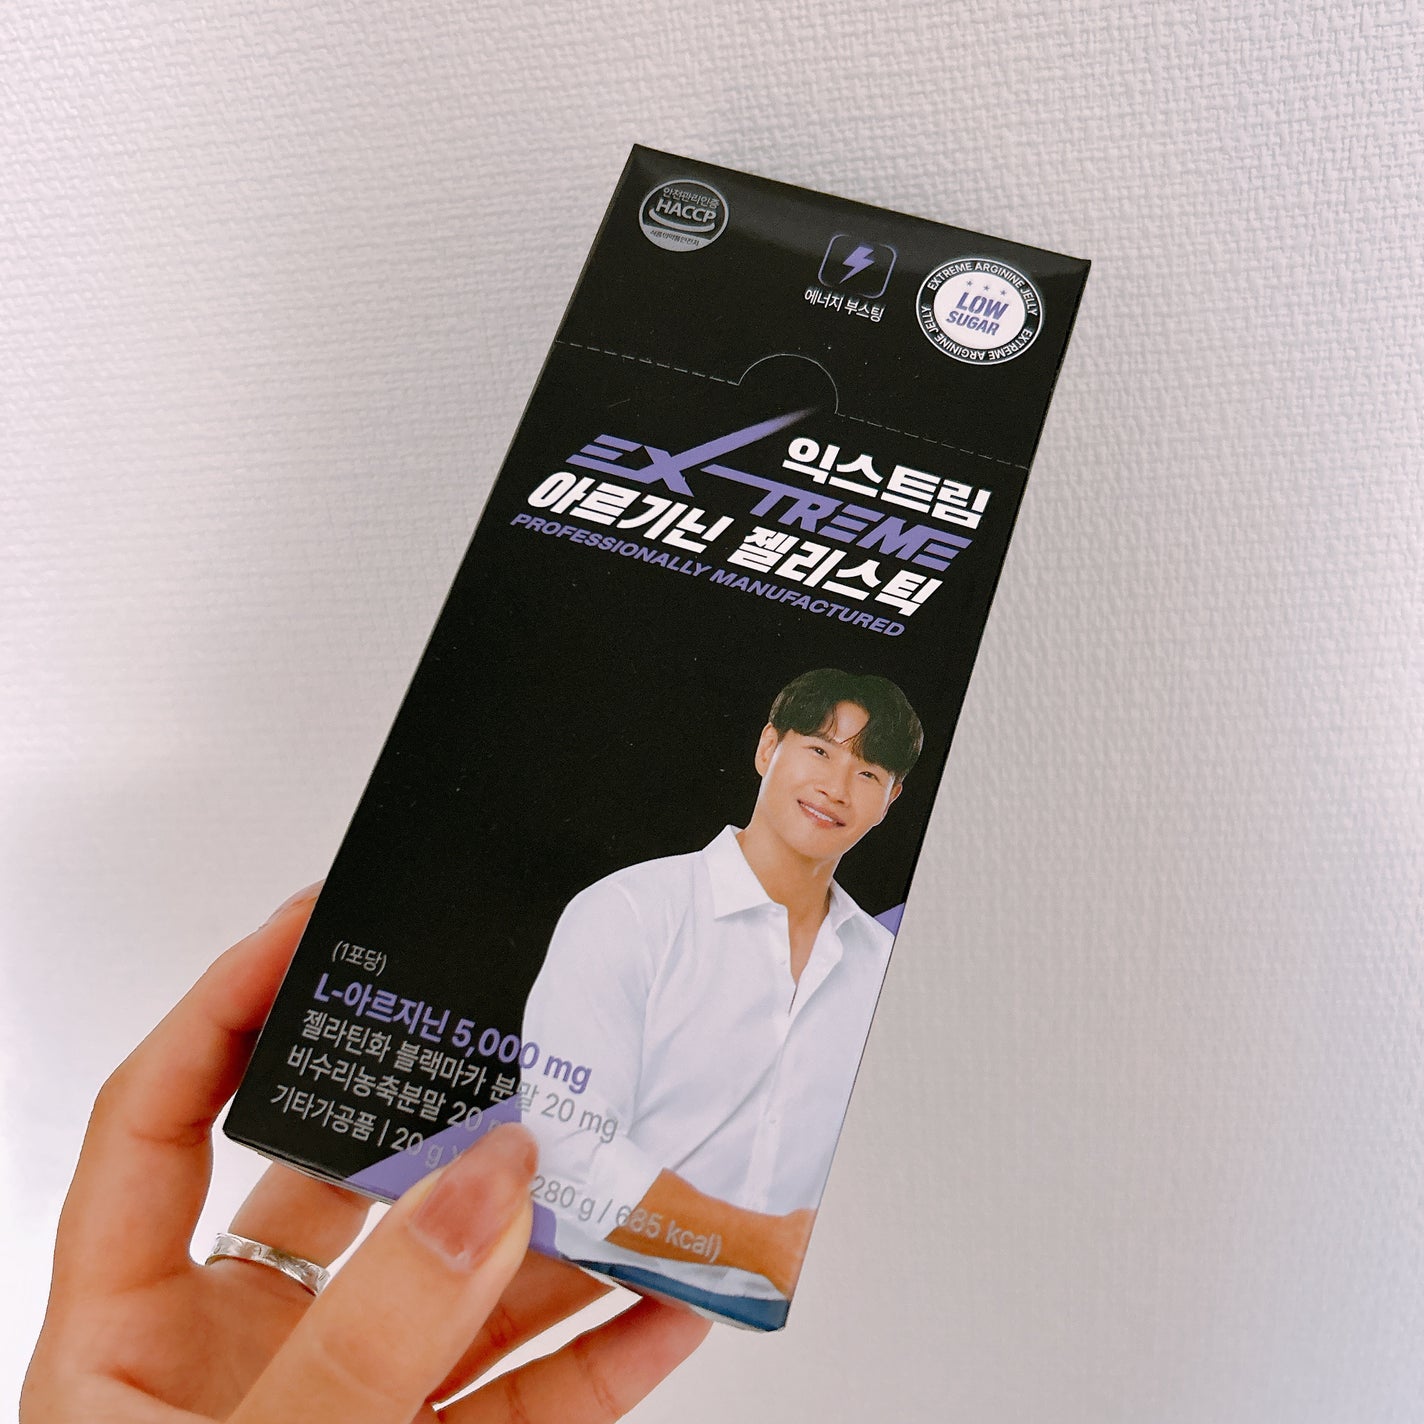 안전관리인증
HACCP
식품의약품안전처
에너지 부스팅
EXTREME ARGININE JELLY
LOW
SUGAR
EXTREME ARGININE JELLY
익스트림
EXTREME
아르기닌 젤리스틱
PROFESSIONALLY MANUFACTURED
(1포당)
L-아르지닌 5,000 mg
젤라틴화 블랙마카 분말 20 mg
비수리농축분말 20
기타가공품 | 20 g 280 g / 685 kcal)